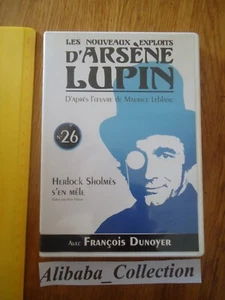 LES NOUVEAUX EXPLOITS
D'ARSÈNE
LUPIN
D'après l'œuvre de Maurice Leblanc
N°26
HERLOCK SHOLMÈS
S'EN MÊLE
AVEC FRANÇOIS DUNOYER
Alibaba_Collection